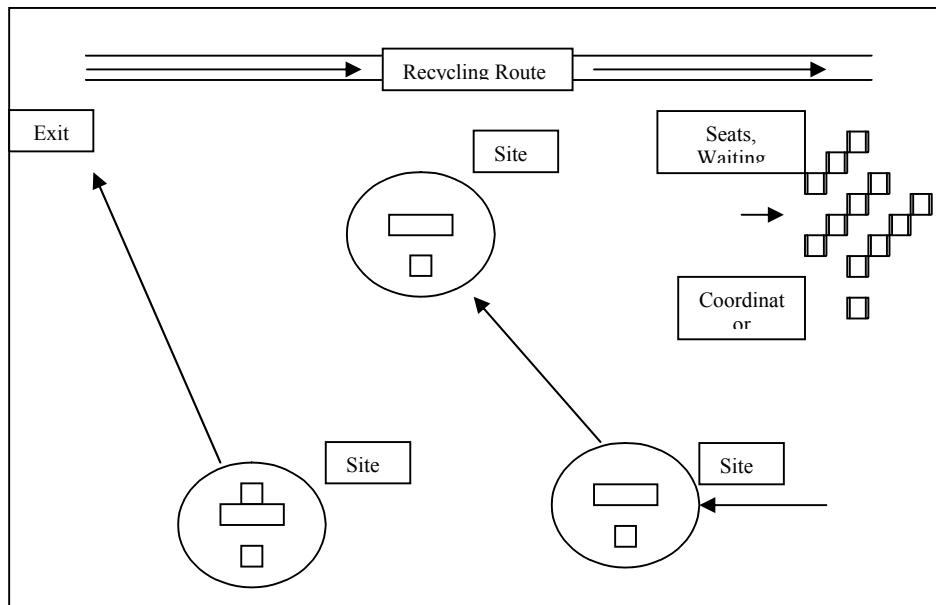 Recycling Route
Exit
Site
Seats,
Waiting
Coordinat
or
Site
Site